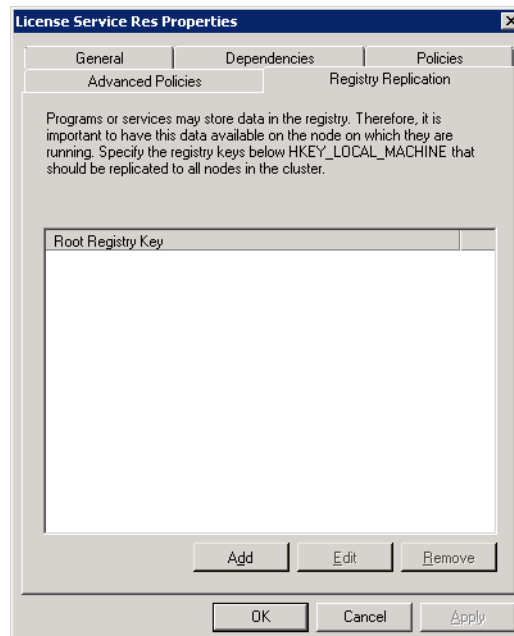 License Service Res Properties
General
Dependencies
Policies
Advanced Policies
Registry Replication
Programs or services may store data in the registry. Therefore, it is
important to have this data available on the node on which they are
running. Specify the registry keys below HKEY_LOCAL_MACHINE that
should be replicated to all nodes in the cluster.
Root Registry Key
Add
Edit
Remove
OK
Cancel
Apply